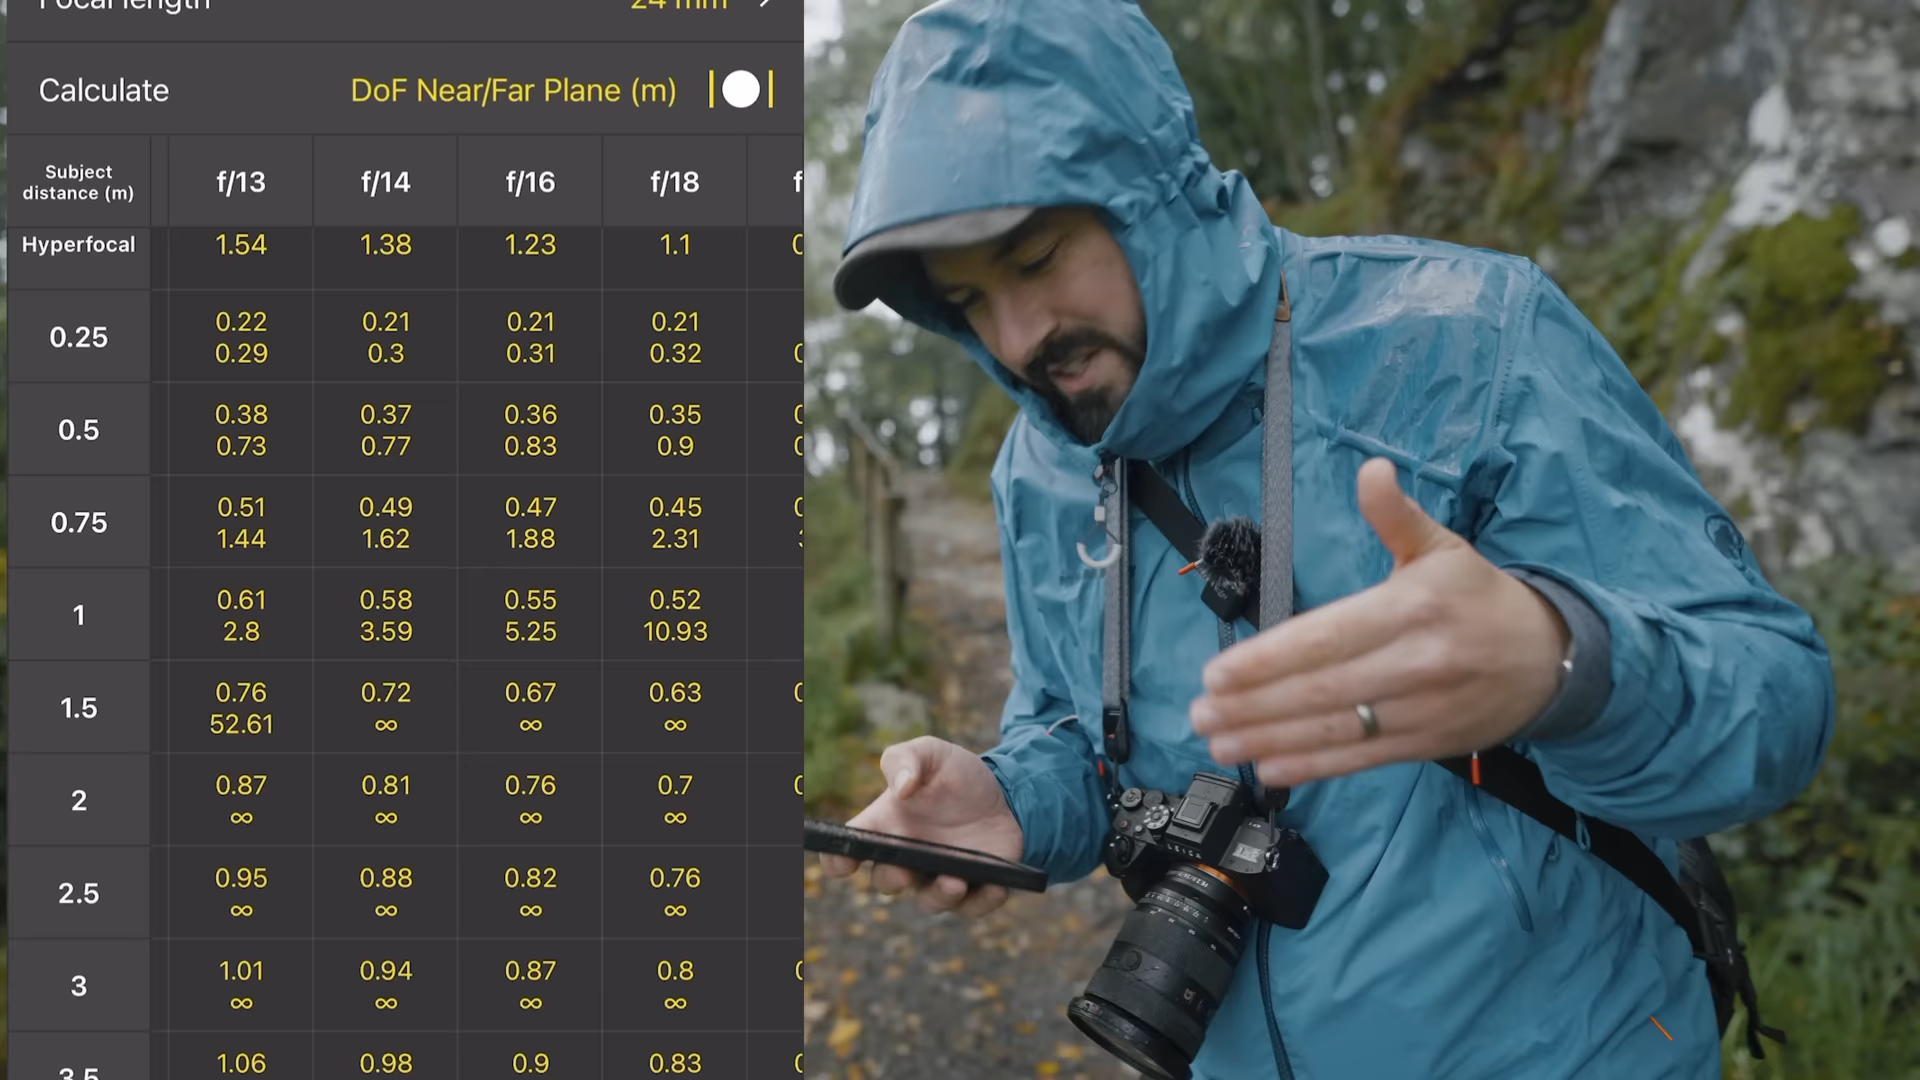 Focal length 24 mm
Calculate DoF Near/Far Plane (m)
Subject distance (m) f/13 f/14 f/16 f/18
Hyperfocal 1.54 1.38 1.23 1.1
0.25 0.22 0.21 0.21 0.21
0.29 0.3 0.31 0.32
0.5 0.38 0.37 0.36 0.35
0.73 0.77 0.83 0.9
0.75 0.51 0.49 0.47 0.45
1.44 1.62 1.88 2.31
1 0.61 0.58 0.55 0.52
2.8 3.59 5.25 10.93
1.5 0.76 0.72 0.67 0.63
52.61 ∞ ∞ ∞
2 0.87 0.81 0.76 0.7
∞ ∞ ∞ ∞
2.5 0.95 0.88 0.82 0.76
∞ ∞ ∞ ∞
3 1.01 0.94 0.87 0.8
∞ ∞ ∞ ∞
3.5 1.06 0.98 0.9 0.83
LEICA